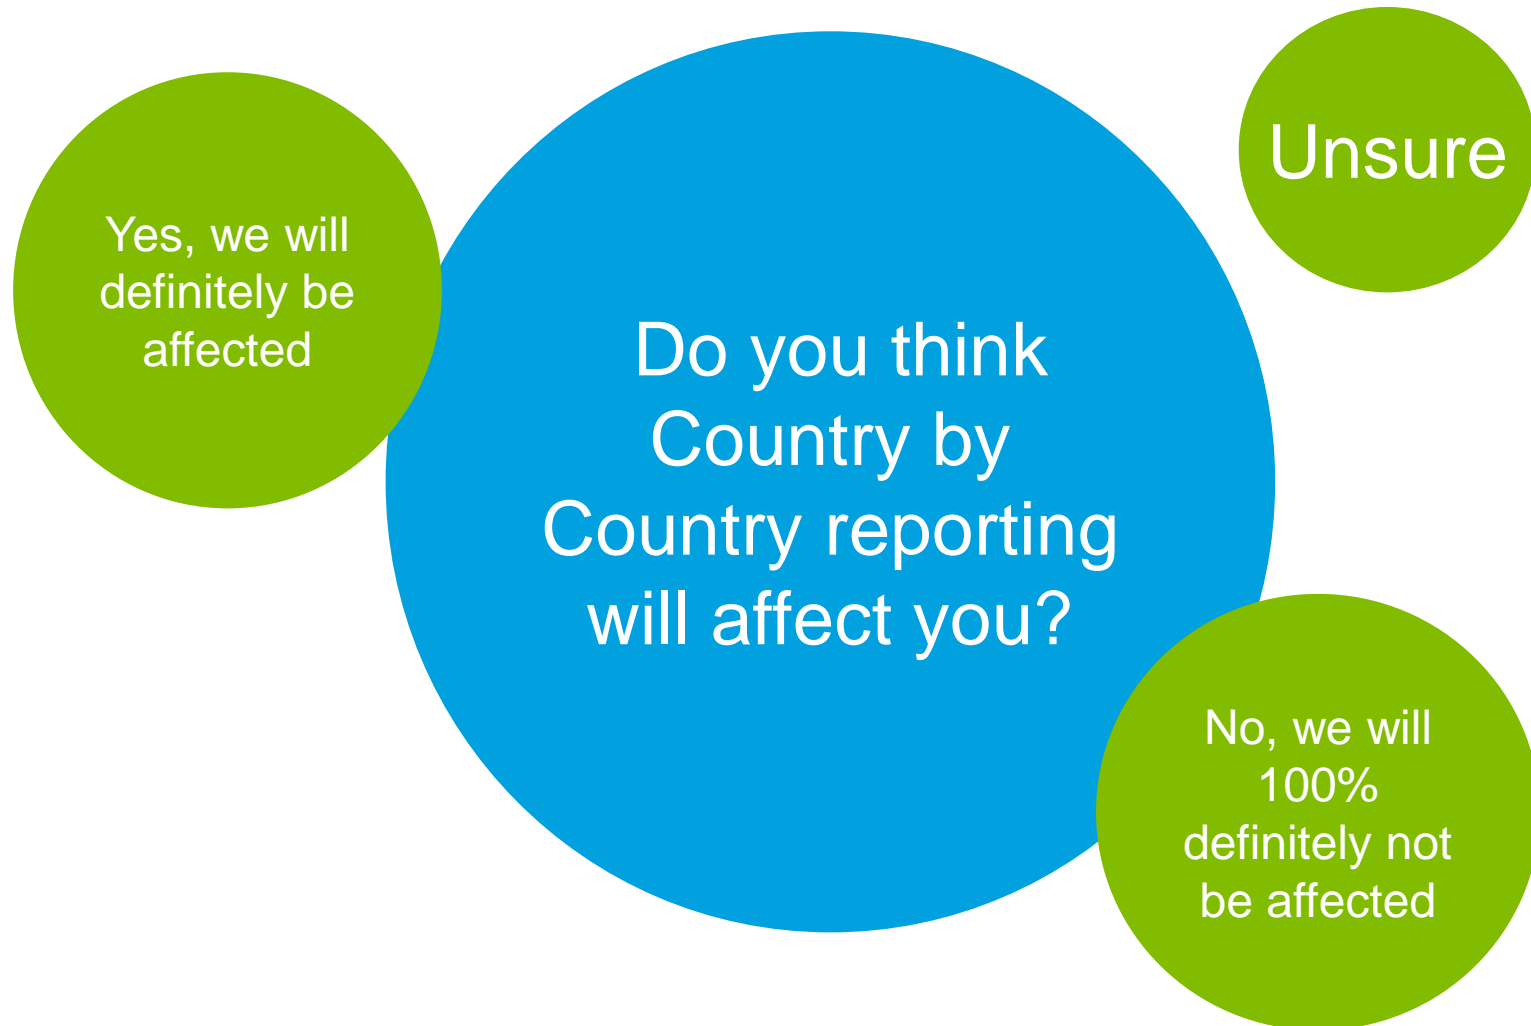 Do you think
Country by
Country reporting
will affect you?
Yes, we will
definitely be
affected
Unsure
No, we will
100%
definitely not
be affected